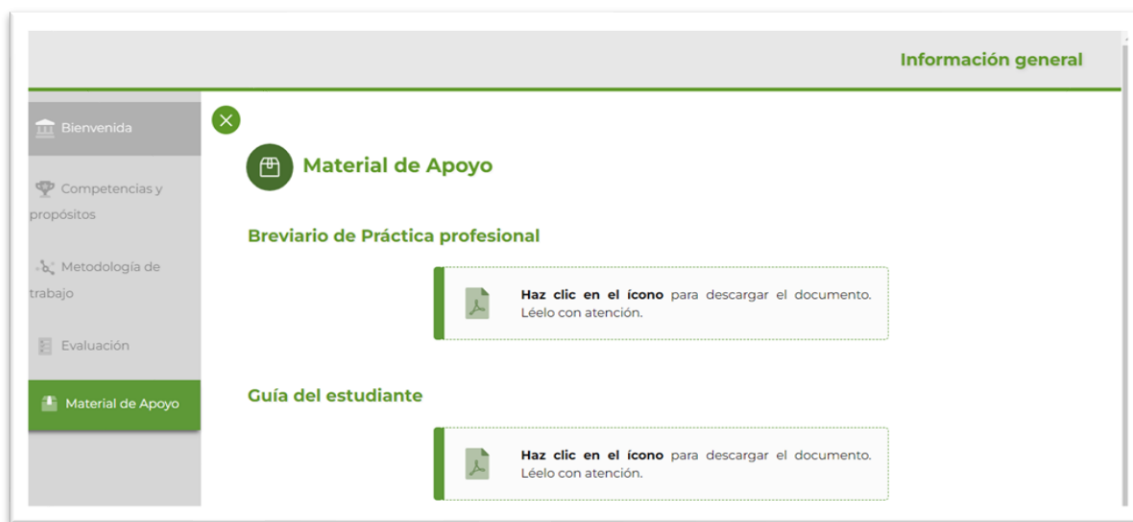 Información general
Bienvenida
Competencias y
propósitos
Metodología de
trabajo
Evaluación
Material de Apoyo
Material de Apoyo
Breviario de Práctica profesional
Haz clic en el ícono para descargar el documento.
Léelo con atención.
Guía del estudiante
Haz clic en el ícono para descargar el documento.
Léelo con atención.